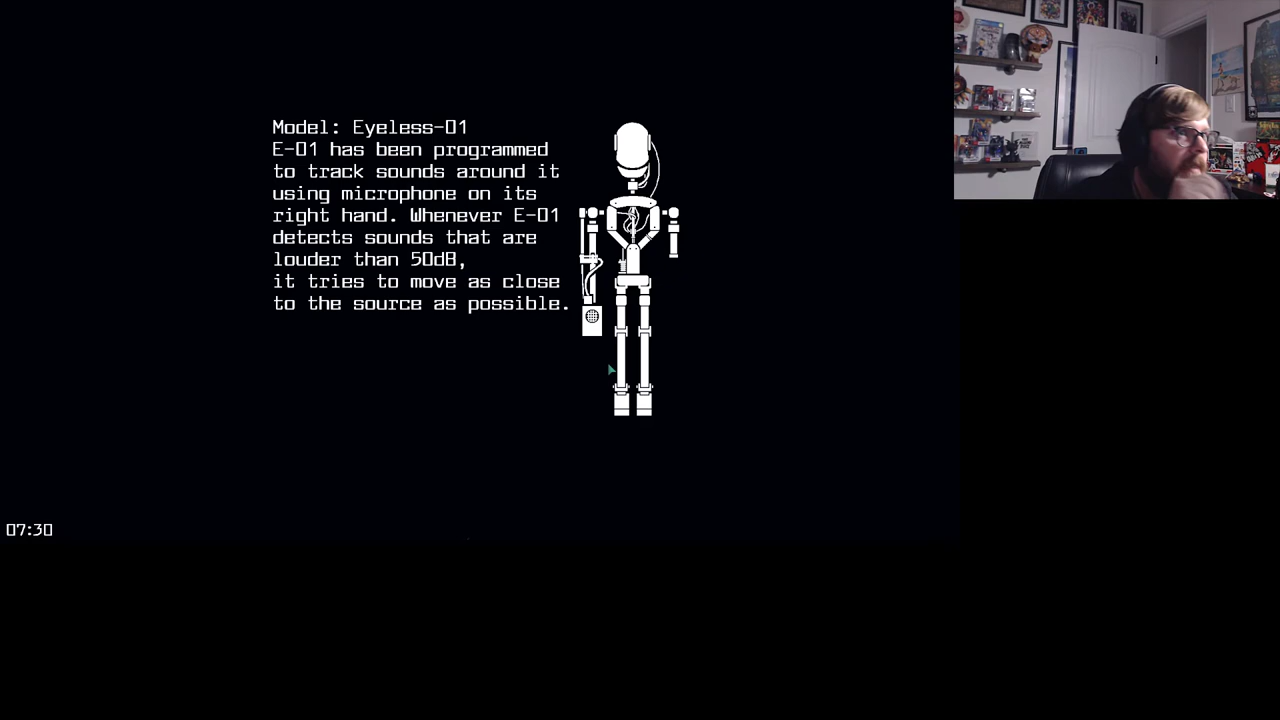 Model: Eyeless-01
E-01 has been programmed
to track sounds around it
using microphone on its
right hand. Whenever E-01
detects sounds that are
louder than 50dB,
it tries to move as close
to the source as possible.
07:30